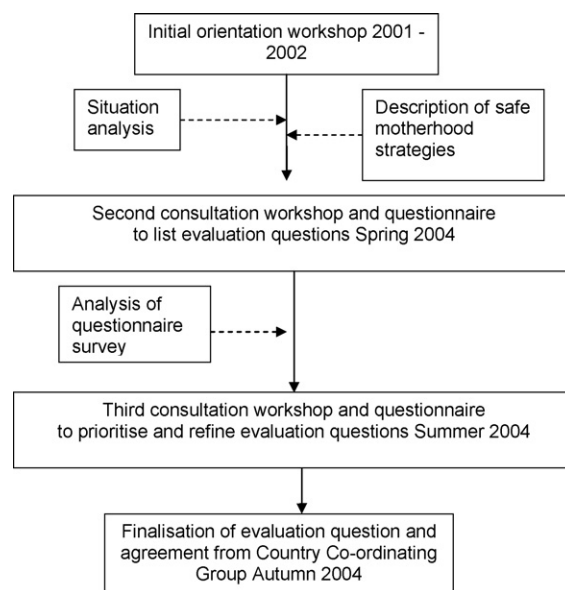 Initial orientation workshop 2001 -
2002
Situation
analysis
Description of safe
motherhood
strategies
Second consultation workshop and questionnaire
to list evaluation questions Spring 2004
Analysis of
questionnaire
survey
Third consultation workshop and questionnaire
to prioritise and refine evaluation questions Summer 2004
Finalisation of evaluation question and
agreement from Country Co-ordinating
Group Autumn 2004